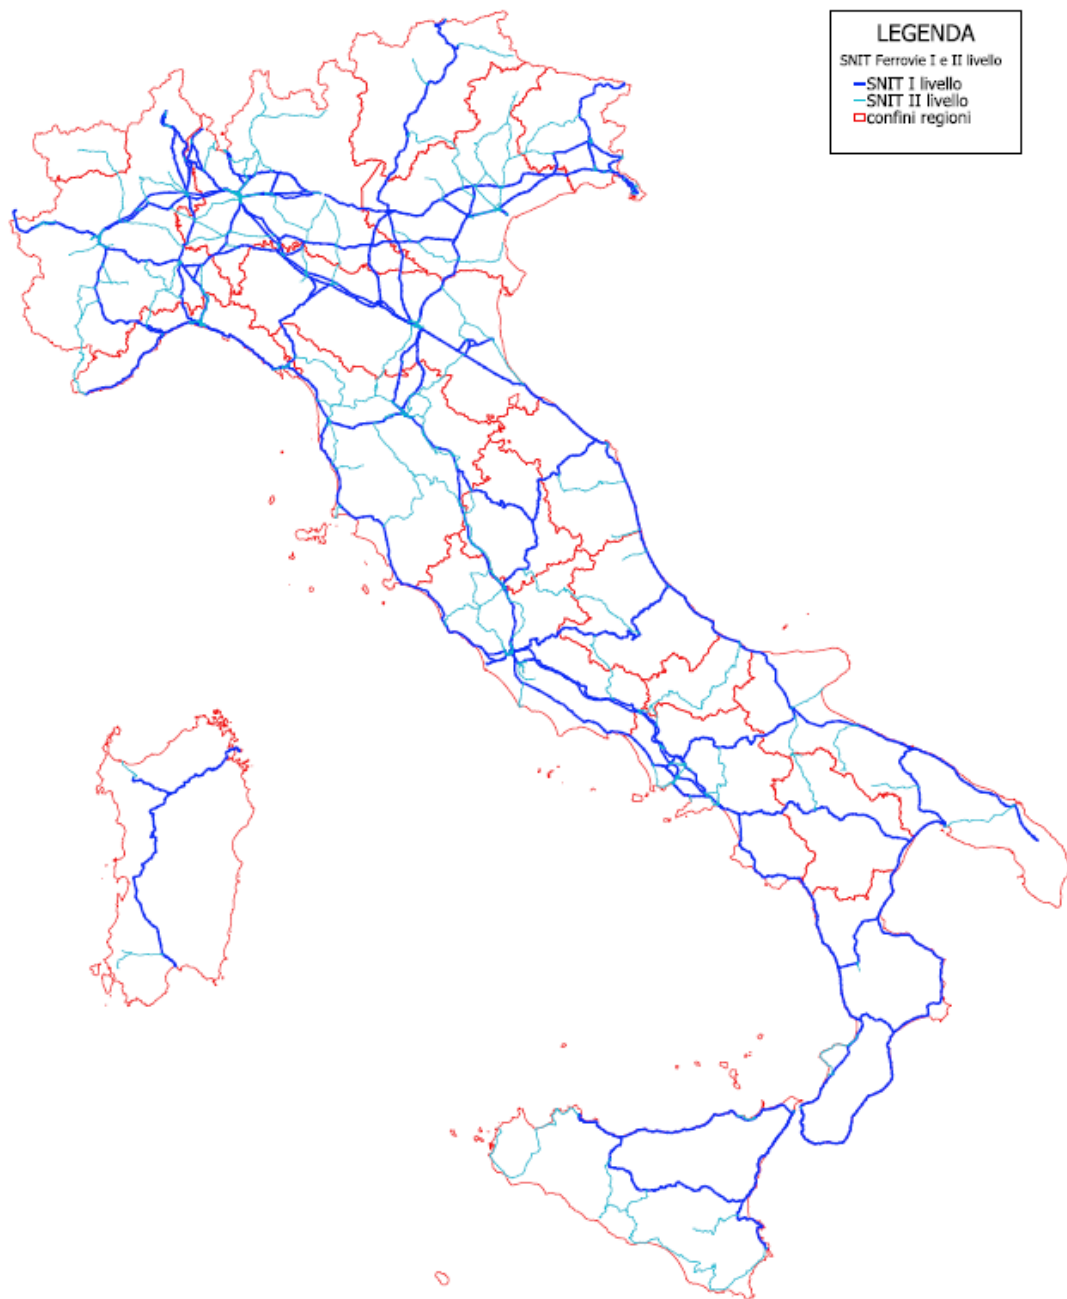 LEGENDA
SNIT Ferrovie I e II livello
SNIT I livello
SNIT II livello
confini regioni